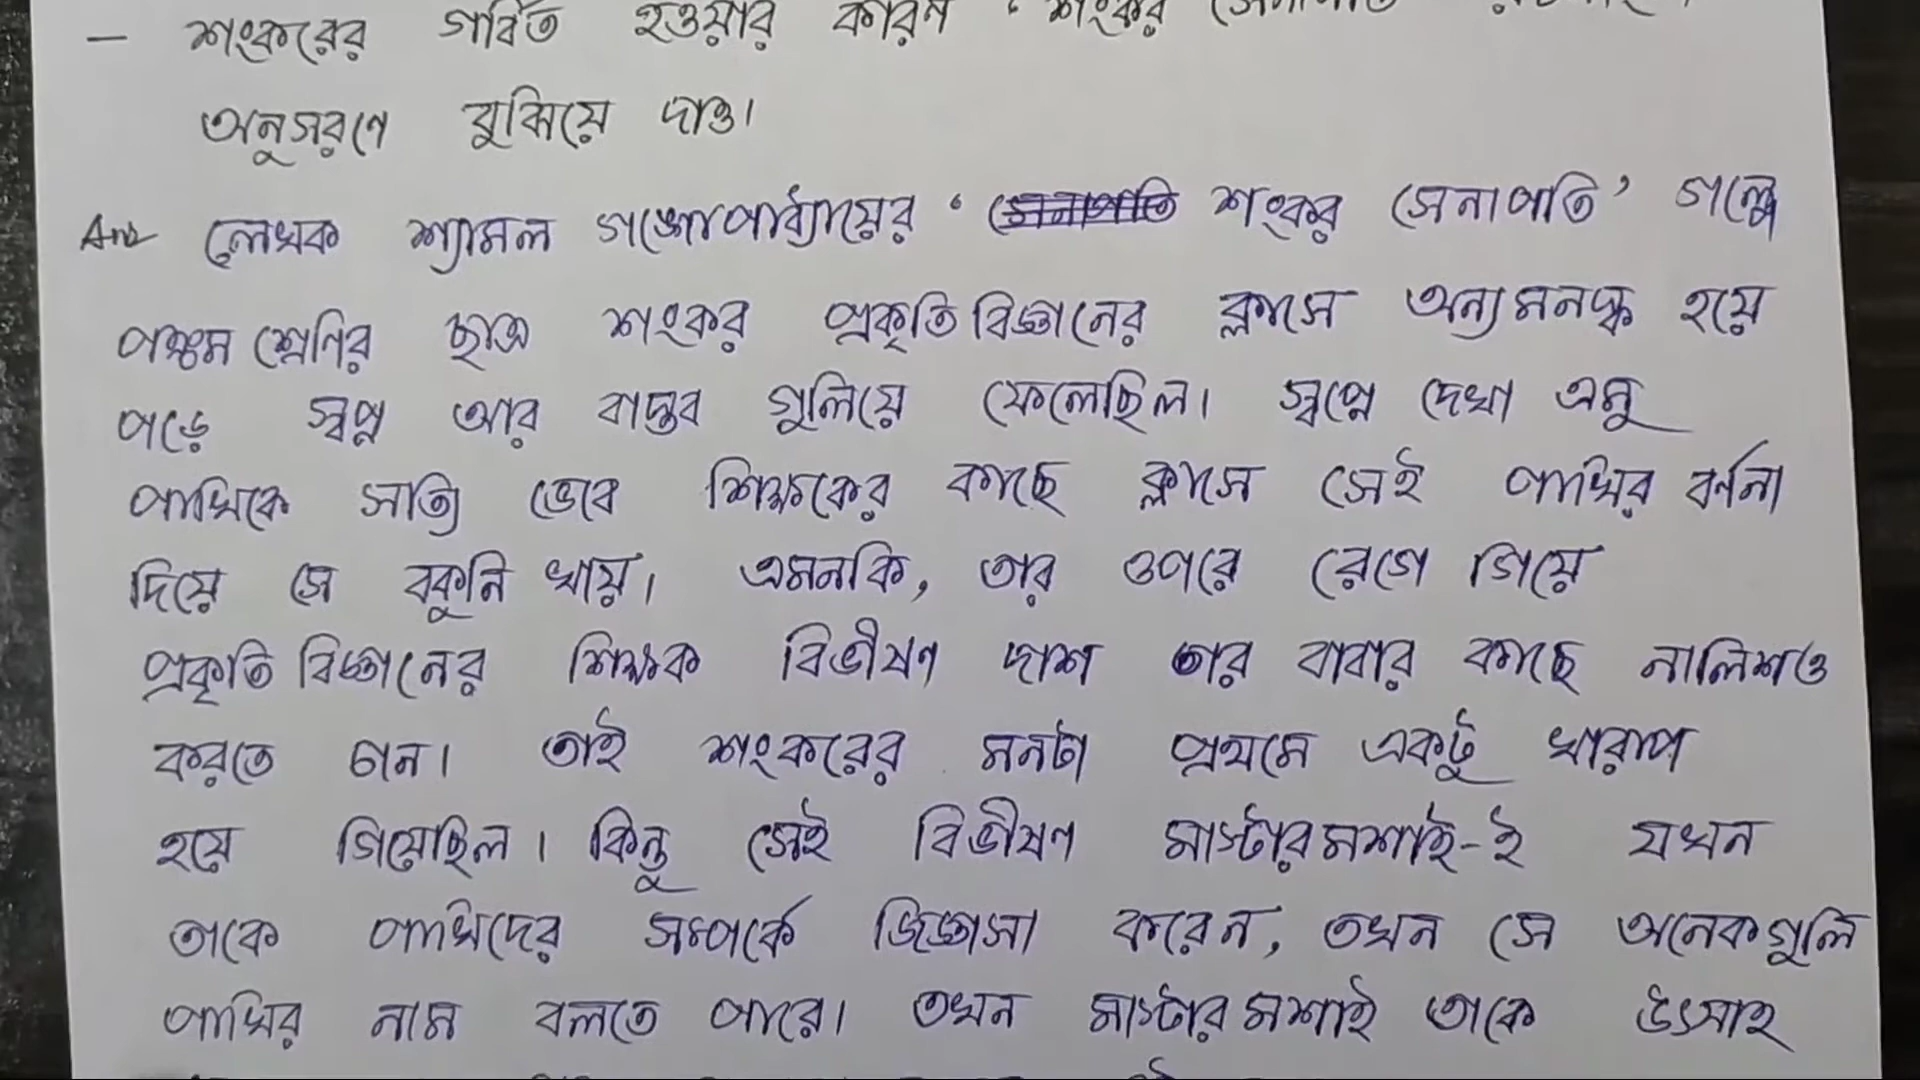 — শংকরের গর্বিত হওয়ার কারণ 'শংকর সেনাপতি
অনুসরণে বুঝিয়ে দাও।
Ans লেখক শ্যামল গঙ্গোপাধ্যায়ের ' সেনাপতি শংকর সেনাপতি' গল্পে
পঞ্চম শ্রেণির ছাত্র শংকর প্রকৃতি বিজ্ঞানের ক্লাসে অন্যমনস্ক হয়ে
পড়ে স্বপ্ন আর বাস্তব গুলিয়ে ফেলেছিল। স্বপ্নে দেখা এমু
পাখিকে সত্যি ভেবে শিক্ষকের কাছে ক্লাসে সেই পাখির বর্ণনা
দিয়ে সে বকুনি খায়। এমনকি, তার ওপরে রেগে গিয়ে
প্রকৃতি বিজ্ঞানের শিক্ষক বিভীষণ দাশ তার বাবার কাছে নালিশও
করতে চান। তাই শংকরের মনটা প্রথমে একটু খারাপ
হয়ে গিয়েছিল। কিন্তু সেই বিভীষণ মাস্টারমশাই-ই যখন
তাকে পাখিদের সম্পর্কে জিজ্ঞাসা করেন, তখন সে অনেকগুলি
পাখির নাম বলতে পারে। তখন মাস্টারমশাই তাকে উৎসাহ